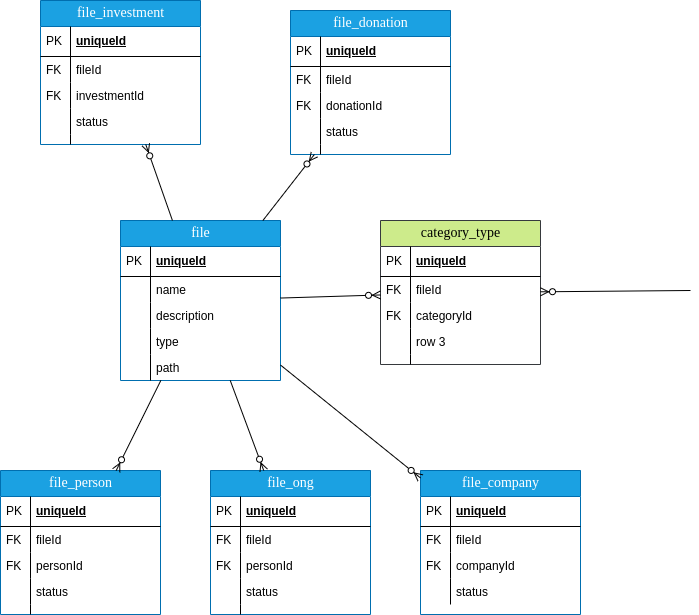 file_investment
PK uniqueId
FK fileId
FK investmentId
status
file_donation
PK uniqueId
FK fileId
FK donationId
status
file
PK uniqueId
name
description
type
path
category_type
PK uniqueId
FK fileId
FK categoryId
row 3
file_person
PK uniqueId
FK fileId
FK personId
status
file_ong
PK uniqueId
FK fileId
FK personId
status
file_company
PK uniqueId
FK fileId
FK companyId
status